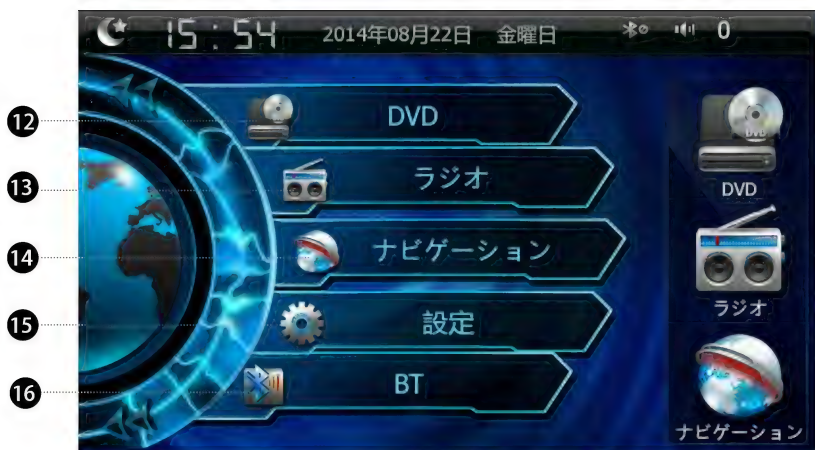 15:54 2014年08月22日 金曜日 0
12 DVD
13 ラジオ
14 ナビゲーション
15 設定
16 BT
DVD
DVD
ラジオ
ナビゲーション